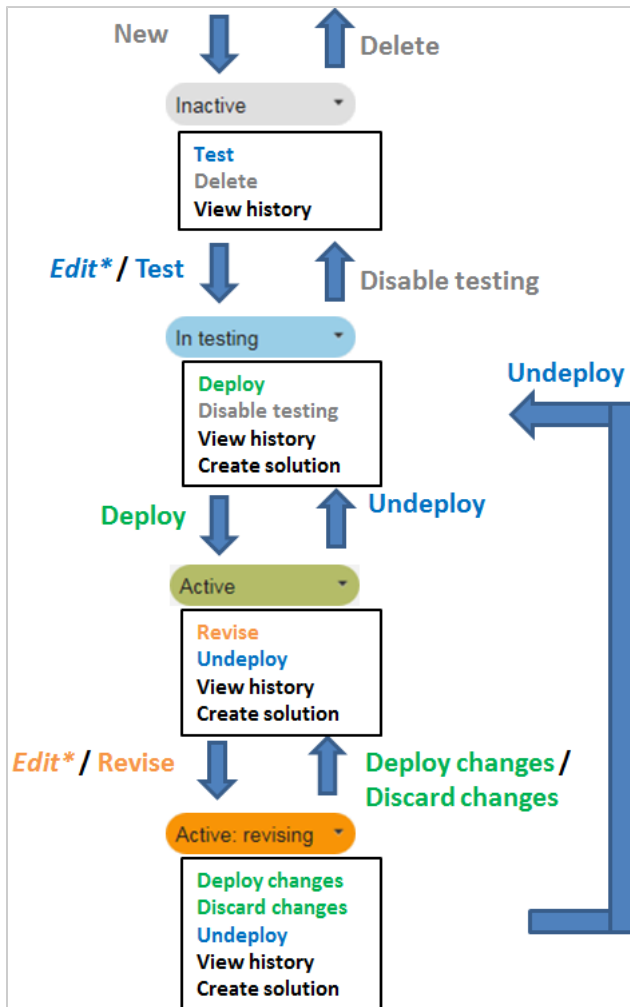 New
Delete
Inactive
Test
Delete
View history
Edit* / Test
Disable testing
In testing
Undeploy
Deploy
Disable testing
View history
Create solution
Deploy
Undeploy
Active
Revise
Undeploy
View history
Create solution
Edit* / Revise
Deploy changes /
Discard changes
Active: revising
Deploy changes
Discard changes
Undeploy
View history
Create solution